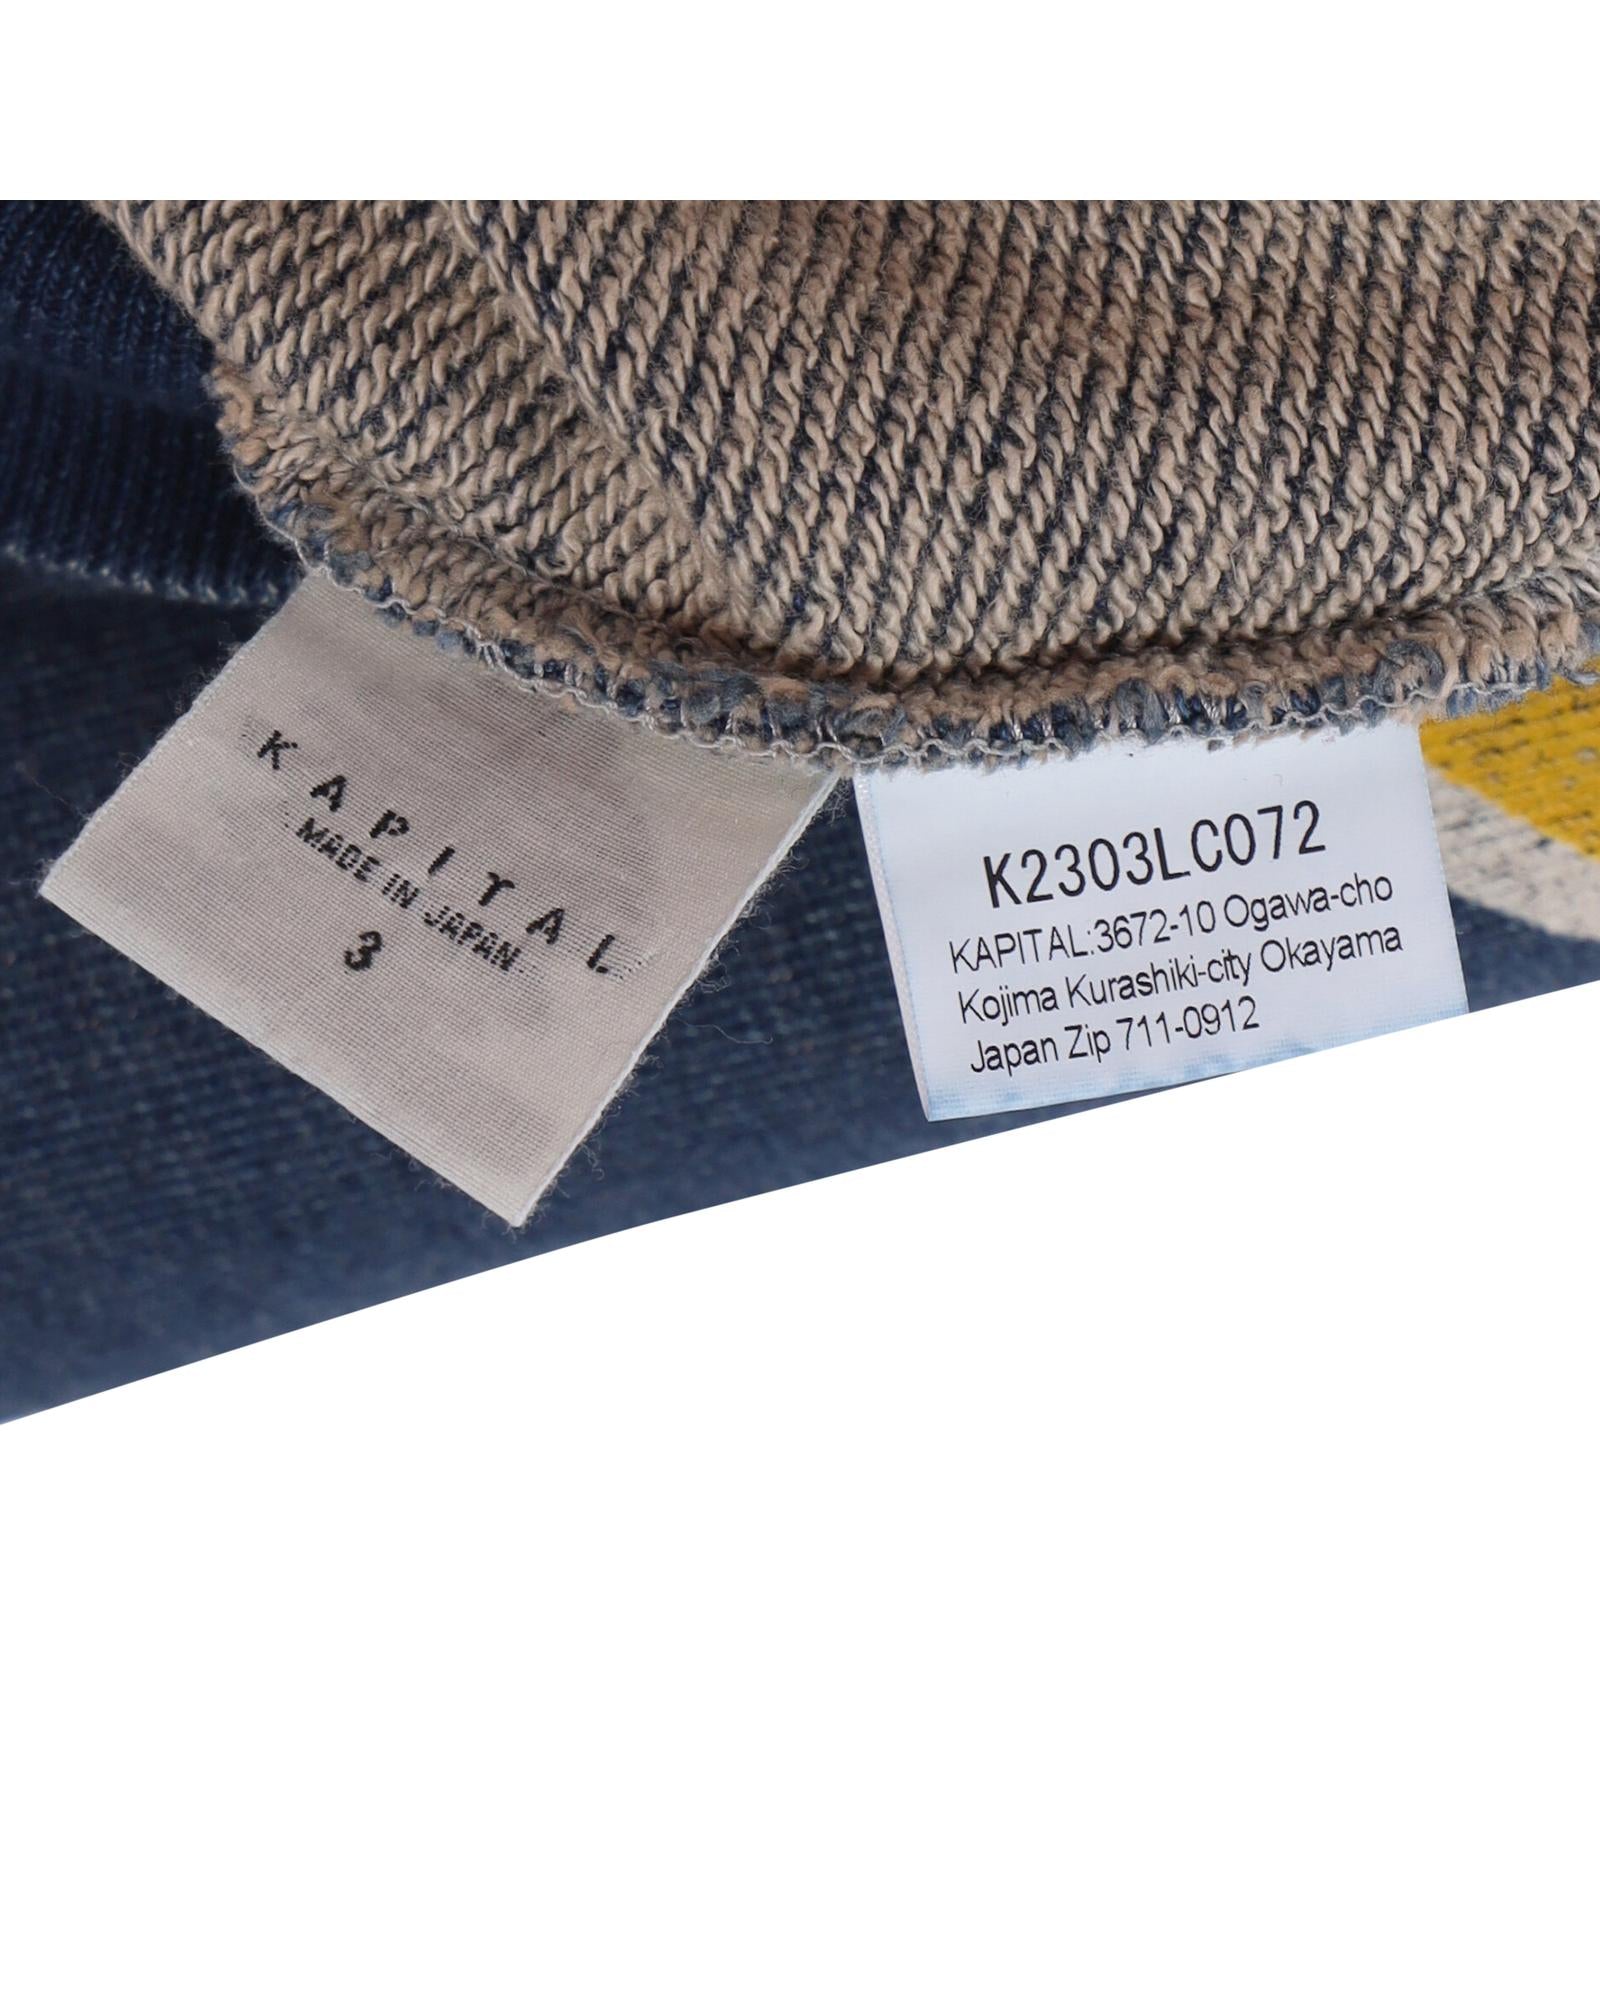 KAPITAL
MADE IN JAPAN
3
K2303LC072
KAPITAL:3672-10 Ogawa-cho
Kojima Kurashiki-city Okayama
Japan Zip 711-0912